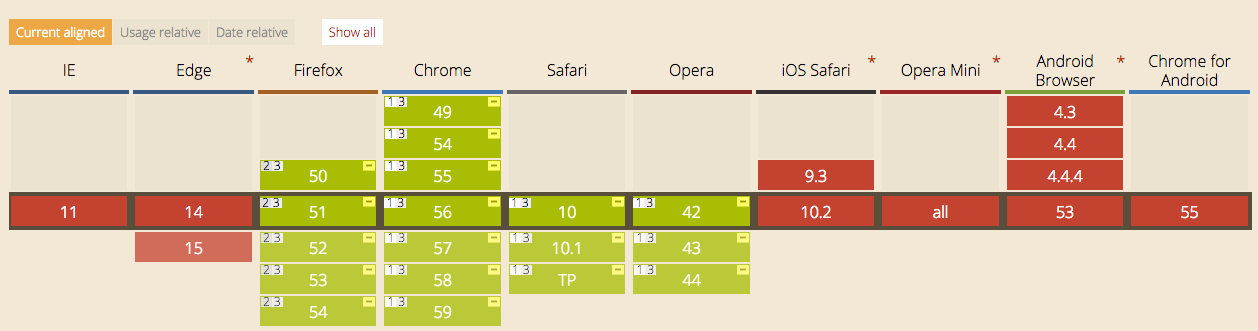 Current aligned Usage relative Date relative Show all
IE Edge * Firefox Chrome Safari Opera iOS Safari * Opera Mini * Android Browser * Chrome for Android
1 3 49 - 4.3
1 3 54 - 4.4
2 3 50 - 1 3 55 - 9.3 4.4.4
11 14 2 3 51 - 1 3 56 - 1 3 10 - 1 3 42 - 10.2 all 53 55
15 2 3 52 - 1 3 57 - 1 3 10.1 - 1 3 43 -
2 3 53 - 1 3 58 - 1 3 TP - 1 3 44 -
2 3 54 - 1 3 59 -